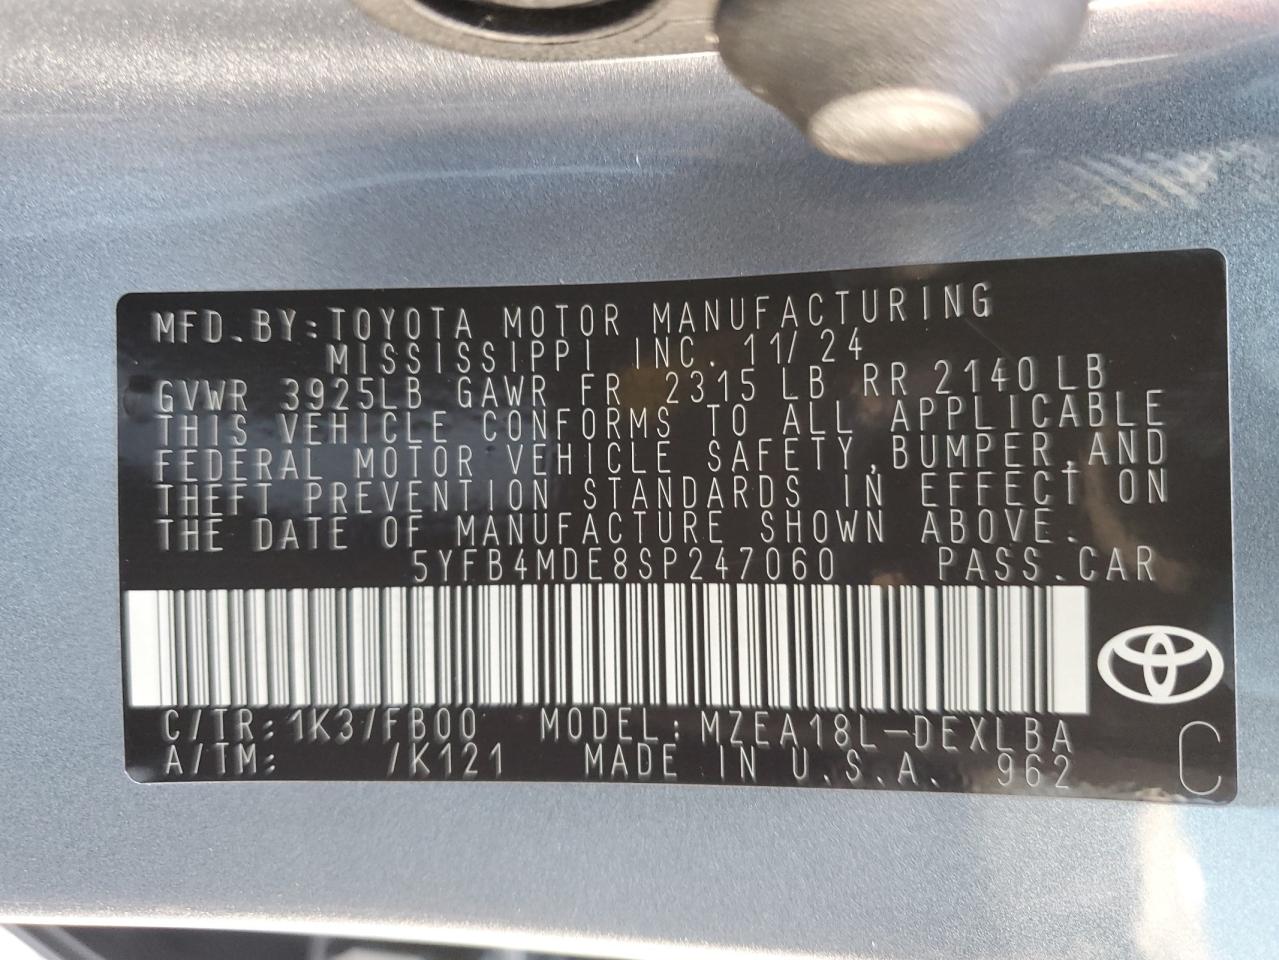 MFD.BY:TOYOTA MOTOR MANUFACTURING
MISSISSIPPI INC. 11/24
GVWR 3925LB GAWR FR 2315 LB RR 2140 LB
THIS VEHICLE CONFORMS TO ALL APPLICABLE
FEDERAL MOTOR VEHICLE SAFETY,BUMPER,AND
THEFT PREVENTION STANDARDS IN EFFECT ON
THE DATE OF MANUFACTURE SHOWN ABOVE.
5YFB4MDE8SP247060 PASS.CAR
C/TR:1K3/FB00 MODEL:MZEA18L-DEXLBA
A/TM: /K121 MADE IN U.S.A. 962
C